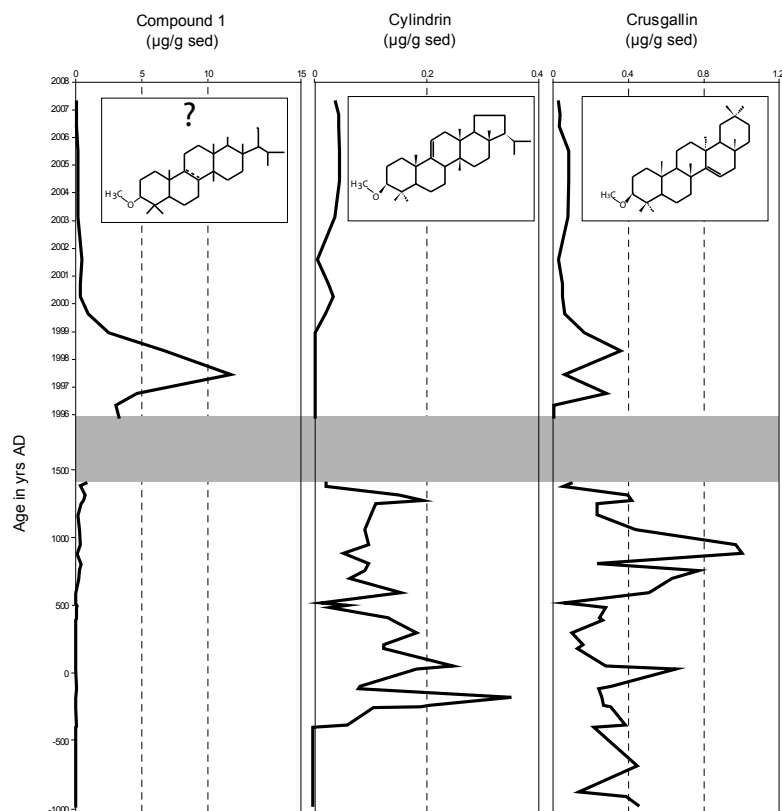 Compound 1
(µg/g sed)
Cylindrin
(µg/g sed)
Crusgallin
(µg/g sed)
0 5 10 15
0 0.2 0.4
0 0.4 0.8 1.2
2008
2007
2006
2005
2004
2003
2002
2001
2000
1999
1998
1997
1996
1500
1000
500
0
-500
-1000
Age in yrs AD
?
H₃C
O
H₃C
O
H₃C
O